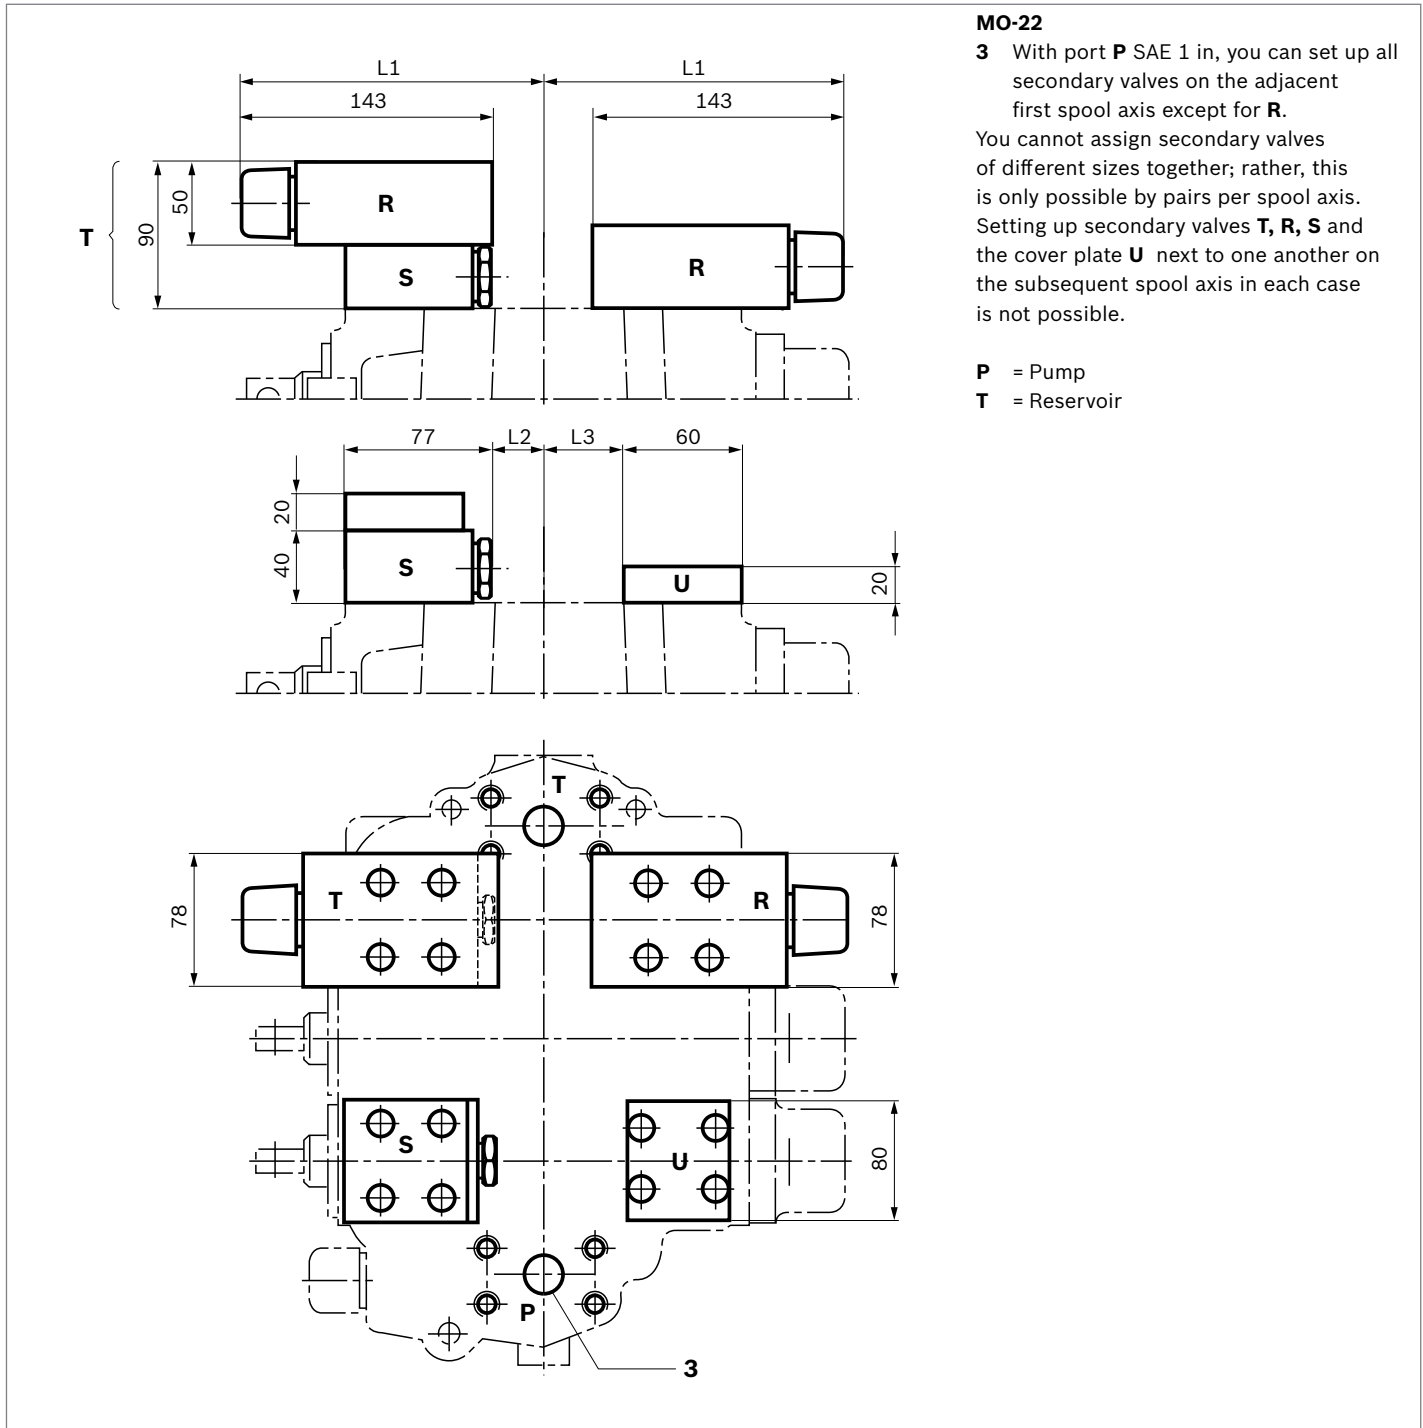 L1 L1
143 143
T 90 50 R
S R
77 L2 L3 60
20
40 S U 20
T
78 T R 78
S U 80
P
3
MO-22
3 With port P SAE 1 in, you can set up all
secondary valves on the adjacent
first spool axis except for R.
You cannot assign secondary valves
of different sizes together; rather, this
is only possible by pairs per spool axis.
Setting up secondary valves T, R, S and
the cover plate U next to one another on
the subsequent spool axis in each case
is not possible.
P = Pump
T = Reservoir